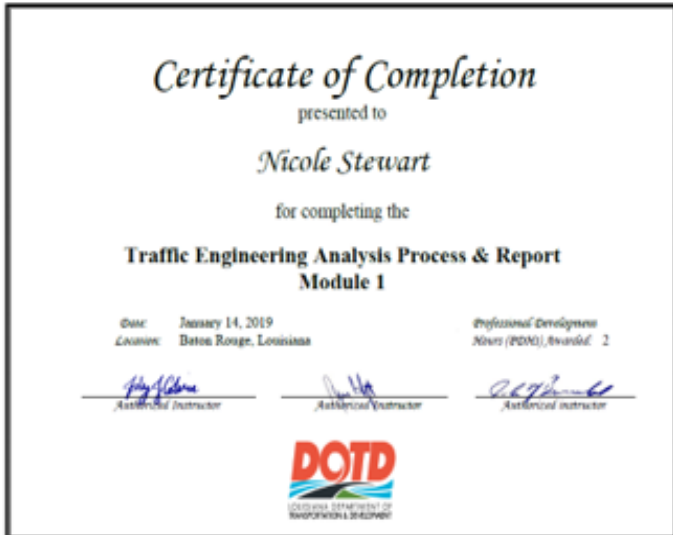 Certificate of Completion
presented to
Nicole Stewart
for completing the
Traffic Engineering Analysis Process & Report
Module 1
Date: January 14, 2019
Location: Baton Rouge, Louisiana
Professional Development
Hours (PDH) Awarded: 2
Authorized Instructor
Authorized Instructor
Authorized instructor
DOTD
LOUISIANA DEPARTMENT OF
TRANSPORTATION & DEVELOPMENT